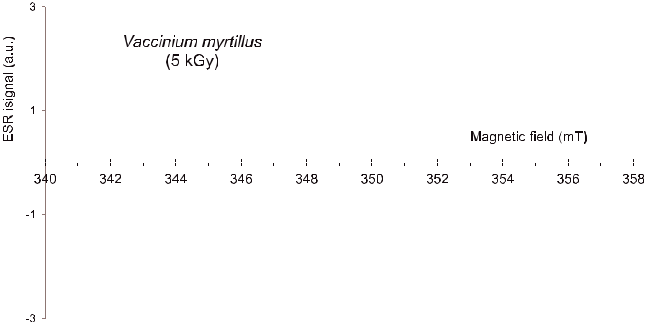 3
Vaccinium myrtillus
(5 kGy)
ESR isignal (a.u.)
1
Magnetic field (mT)
340 342 344 346 348 350 352 354 356 358
-1
-3